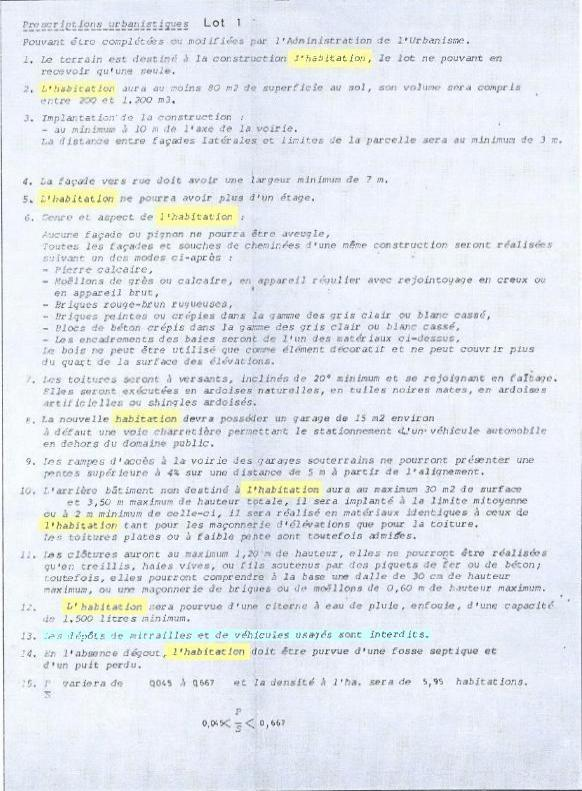 Prescriptions urbanistiques Lot 1
Pouvant être complétées ou modifiées par l'Administration de l'Urbanisme.
1. Le terrain est destiné à la construction d'habitation, le lot ne pouvant en
recevoir qu'une seule.
2. L'habitation aura au moins 80 m2 de superficie au sol, son volume sera compris
entre 200 et 1.200 m3.
3. Implantation de la construction :
- au minimum à 10 m de l'axe de la voirie.
La distance entre façades latérales et limites de la parcelle sera au minimum de 3 m.
4. La façade vers rue doit avoir une largeur minimum de 7 m.
5. L'habitation ne pourra avoir plus d'un étage.
6. Genre et aspect de l'habitation :
Aucune façade ou pignon ne pourra être aveugle,
Toutes les façades et souches de cheminées d'une même construction seront réalisées
suivant un des modes ci-après :
- Pierre calcaire,
- Moëllons de grès ou calcaire, en appareil régulier avec rejointoyage en creux ou
en appareil brut,
- Briques rouge-brun rugueuses,
- Briques peintes ou crépies dans la gamme des gris clair ou blanc cassé,
- Blocs de béton crépis dans la gamme des gris clair ou blanc cassé,
- Les encadrements des baies seront de l'un des matériaux ci-dessus,
Le bois ne peut être utilisé que comme élément décoratif et ne peut couvrir plus
du quart de la surface des élévations.
7. Les toitures seront à versants, inclinés de 20° minimum et se rejoignant en faîtage.
Elles seront exécutées en ardoises naturelles, en tuiles noires mates, en ardoises
artificielles ou shingles ardoisés.
8. La nouvelle habitation devra posséder un garage de 15 m2 environ
à défaut une voie charretière permettant le stationnement d'un véhicule automobile
en dehors du domaine public.
9. Les rampes d'accès à la voirie des garages souterrains ne pourront présenter une
pentes supérieure à 4% sur une distance de 5 m à partir de l'alignement.
10. L'arrière bâtiment non destiné à l'habitation aura au maximum 30 m2 de surface
et 3,50 m maximum de hauteur totale, il sera implanté à la limite mitoyenne
ou à 2 m minimum de celle-ci, il sera réalisé en matériaux identiques à ceux de
l'habitation tant pour les maçonnerie d'élévations que pour la toiture.
Les toitures plates ou à faible pente sont toutefois admises.
11. Les clôtures auront au maximum 1,20 m de hauteur, elles ne pourront être réalisées
qu'en treillis, haies vives, ou fils soutenus par des piquets de fer ou de béton;
toutefois, elles pourront comprendre à la base une dalle de 30 cm de hauteur
maximum, ou une maçonnerie de briques ou de moëllons de 0,60 m de hauteur maximum.
12. L'habitation sera pourvue d'une citerne à eau de pluie, enfouie, d'une capacité
de 1.500 litres minimum.
13. Les dépôts de mitrailles et de véhicules usagés sont interdits.
14. En l'absence dégout, l'habitation doit être purvue d'une fosse septique et
d'un puit perdu.
15. P/S variera de 0,045 à 0,667 et la densité à l'ha. sera de 5,95 habitations.
0,045 < P/S < 0,667